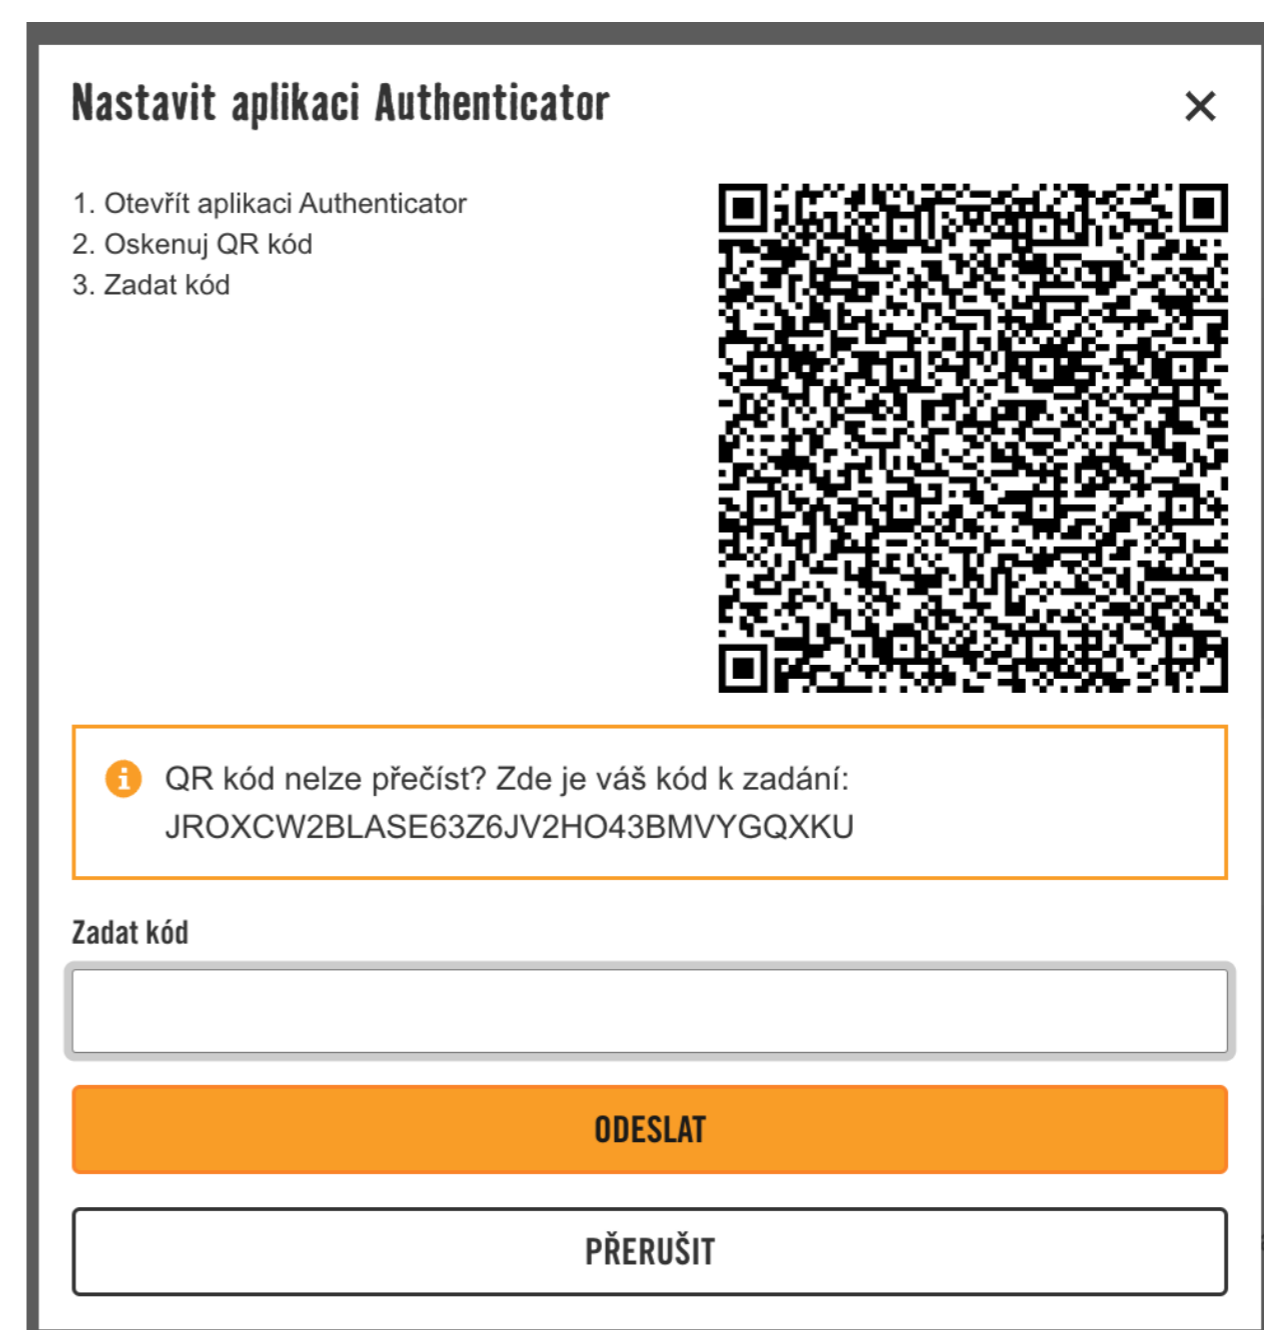 Nastavit aplikaci Authenticator
1. Otevřít aplikaci Authenticator
2. Oskenuj QR kód
3. Zadat kód
QR kód nelze přečíst? Zde je váš kód k zadání:
JROXCW2BLASE63Z6JV2HO43BMVYGQXKU
Zadat kód
ODESLAT
PŘERUŠIT